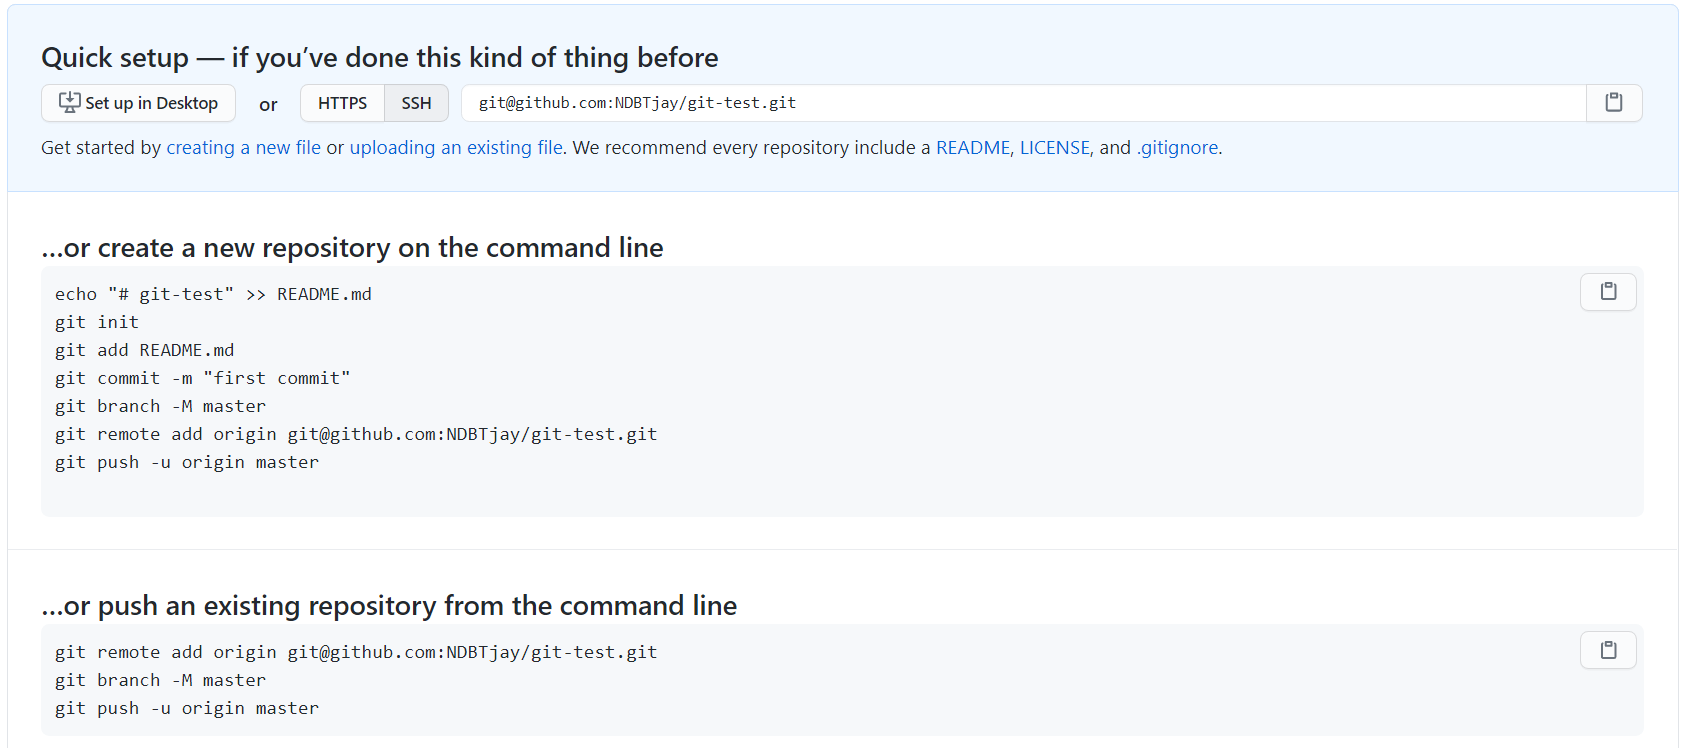 Quick setup — if you’ve done this kind of thing before
Set up in Desktop or HTTPS SSH git@github.com:NDBTjay/git-test.git
Get started by creating a new file or uploading an existing file. We recommend every repository include a README, LICENSE, and .gitignore.
…or create a new repository on the command line
echo "# git-test" >> README.md
git init
git add README.md
git commit -m "first commit"
git branch -M master
git remote add origin git@github.com:NDBTjay/git-test.git
git push -u origin master
…or push an existing repository from the command line
git remote add origin git@github.com:NDBTjay/git-test.git
git branch -M master
git push -u origin master